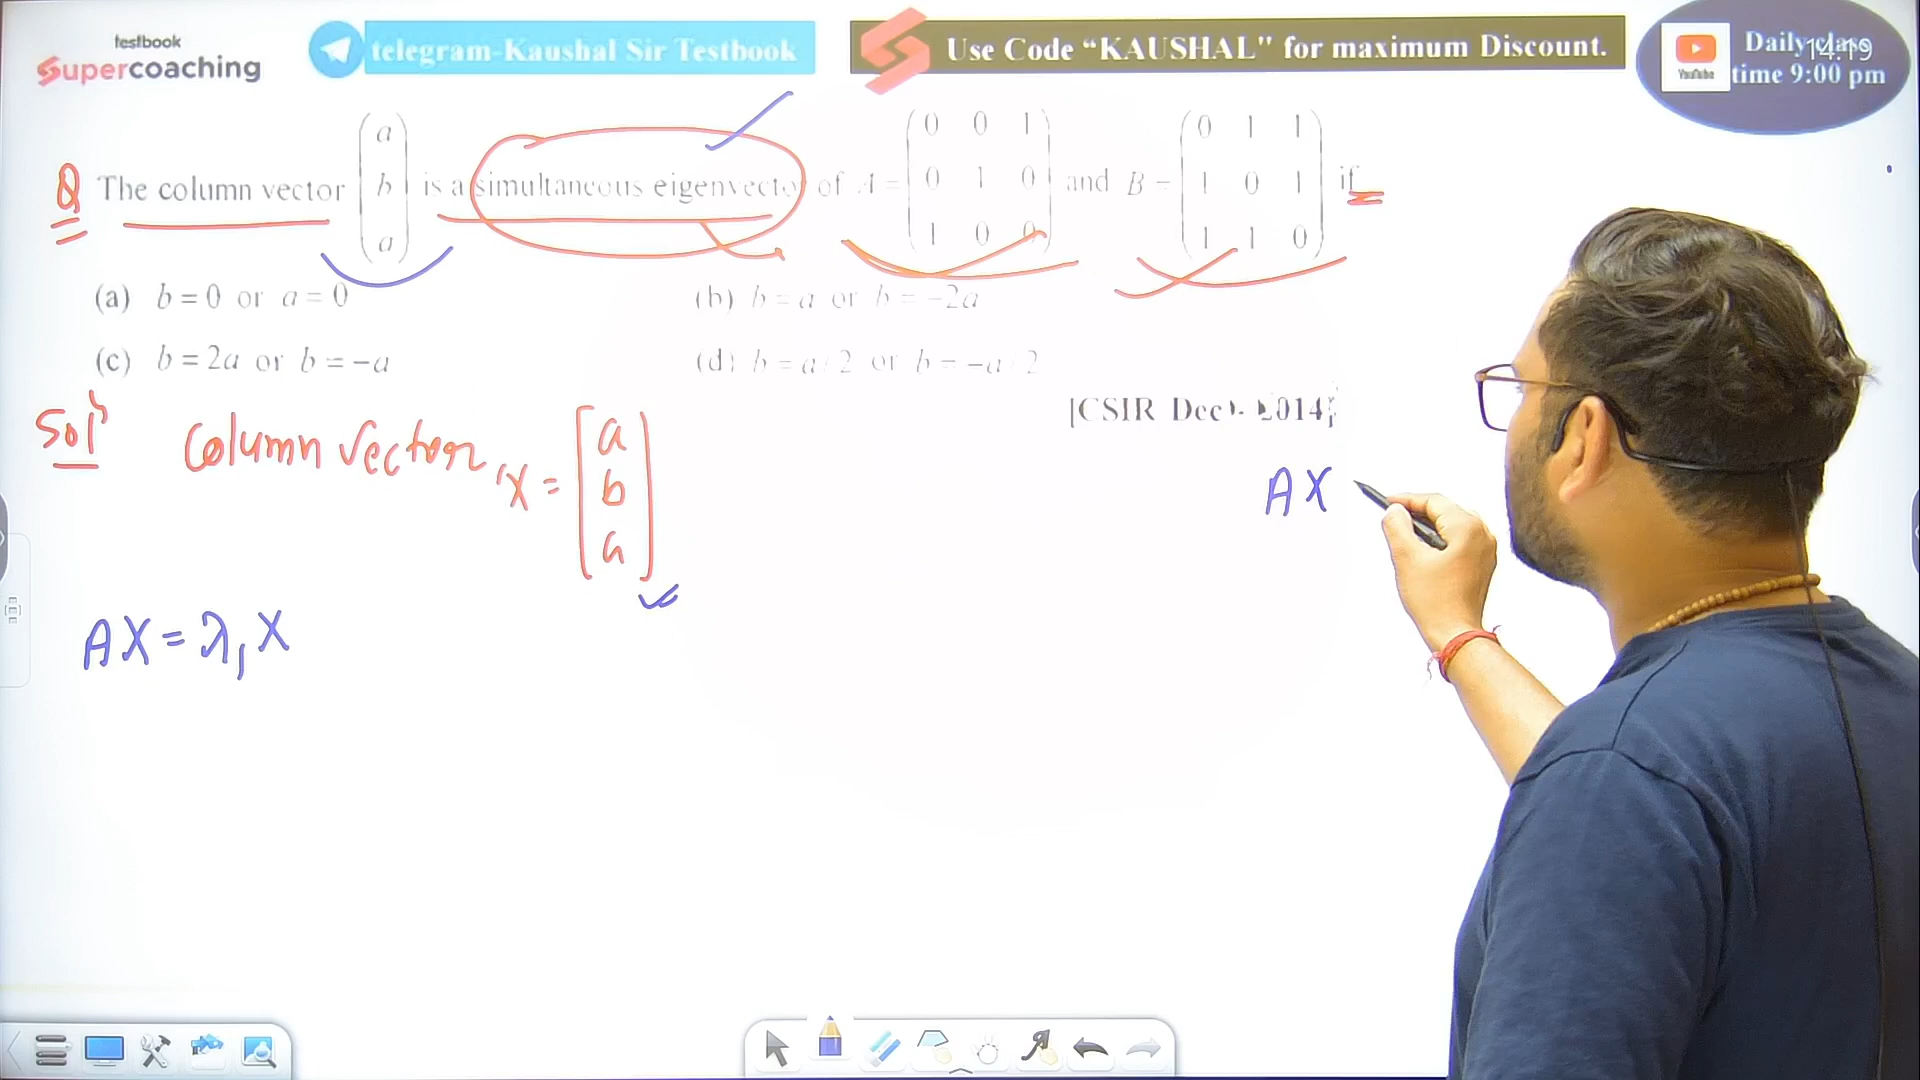 testbook
Supercoaching
telegram-Kaushal Sir Testbook
Use Code “KAUSHAL” for maximum Discount.
YouTube
Daily class
time 9:00 pm
14:19
Q The column vector (a b a) is a simultaneous eigenvector of A = (0 0 1 0 1 0 1 0 0) and B = (0 1 1 1 0 1 1 1 0) if
(a) b = 0 or a = 0
(b) b = a or b = -2a
(c) b = 2a or b = -a
(d) b = a/2 or b = -a/2
[CSIR Dec - 2014]
Sol
Column Vector X = [a b a]
AX
AX = λ₁X